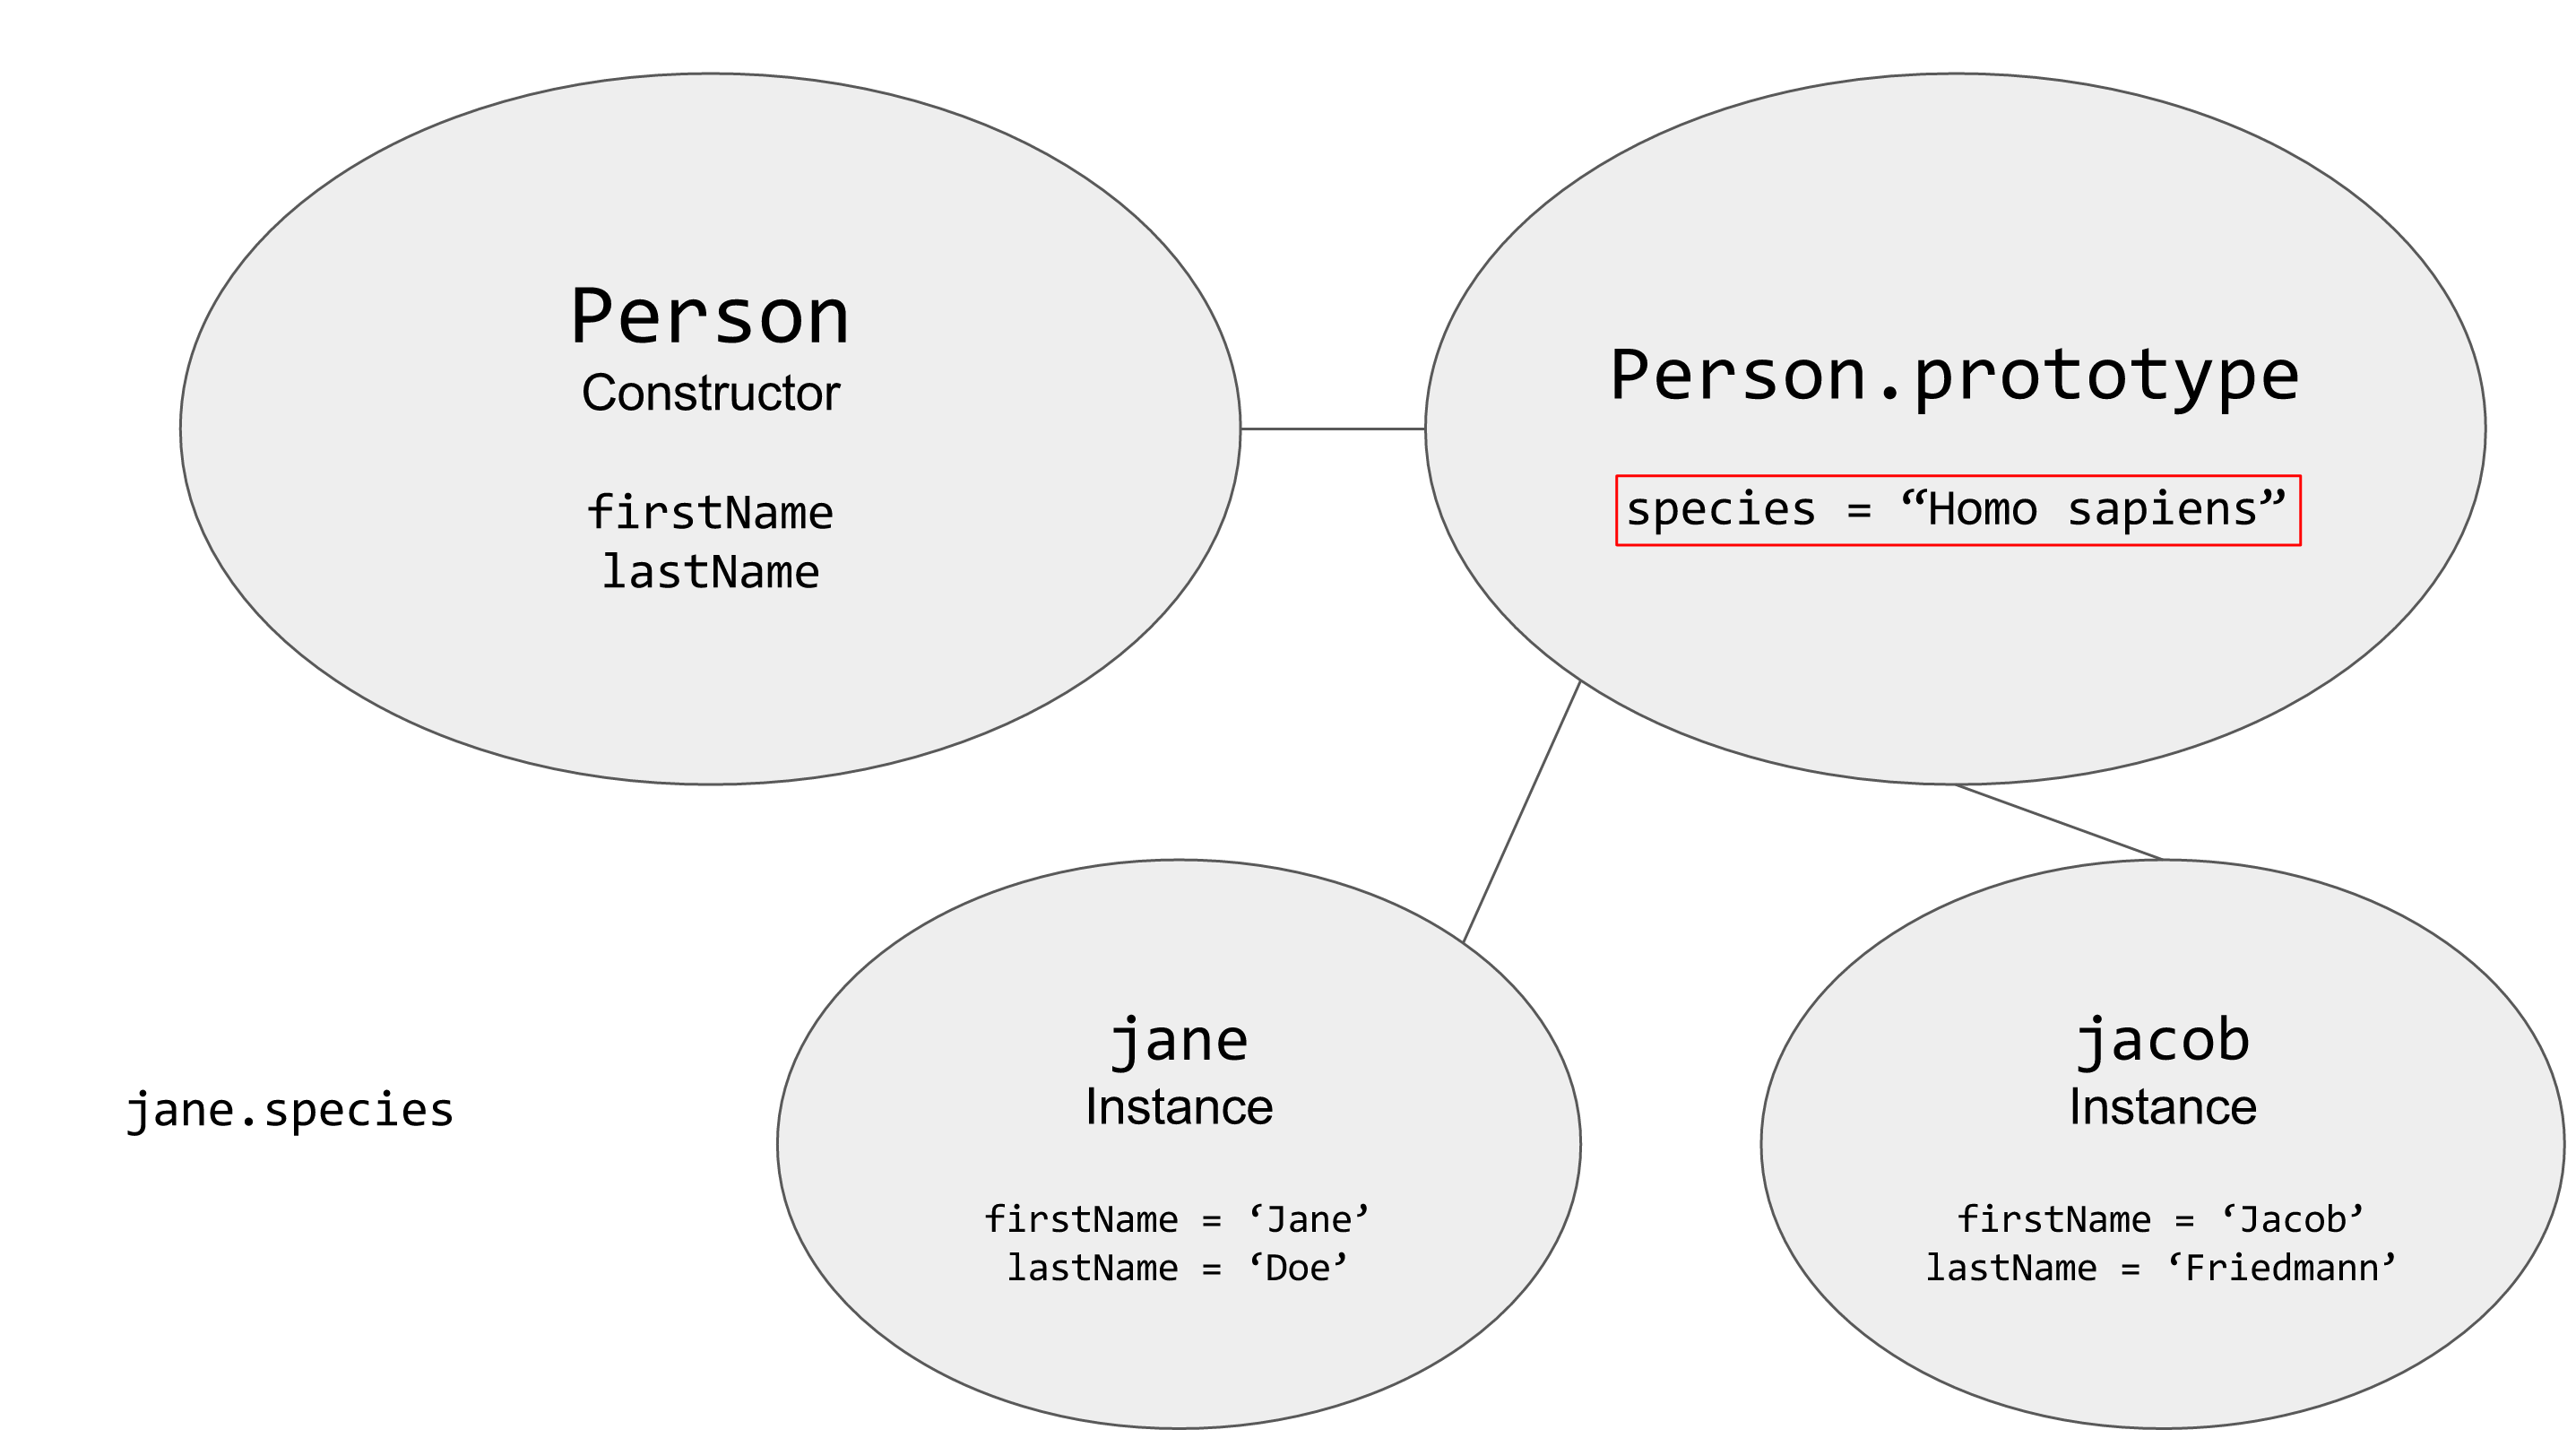 Person
Constructor
firstName
lastName
Person.prototype
species = “Homo sapiens”
jane.species
jane
Instance
firstName = ‘Jane’
lastName = ‘Doe’
jacob
Instance
firstName = ‘Jacob’
lastName = ‘Friedmann’